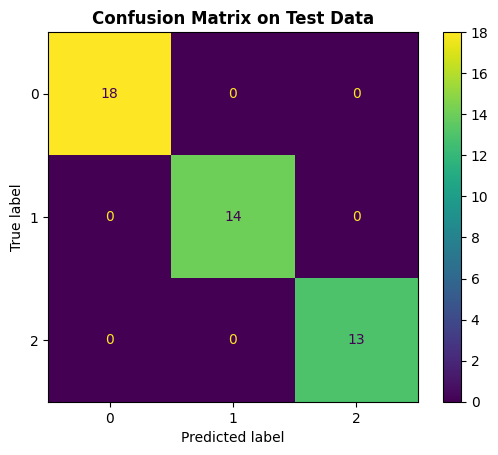 Confusion Matrix on Test Data
18
0
18 0 0
16
14
12
True label
1
0 14 0
10
8
6
2
0 0 13
4
2
0
0 1 2
Predicted label